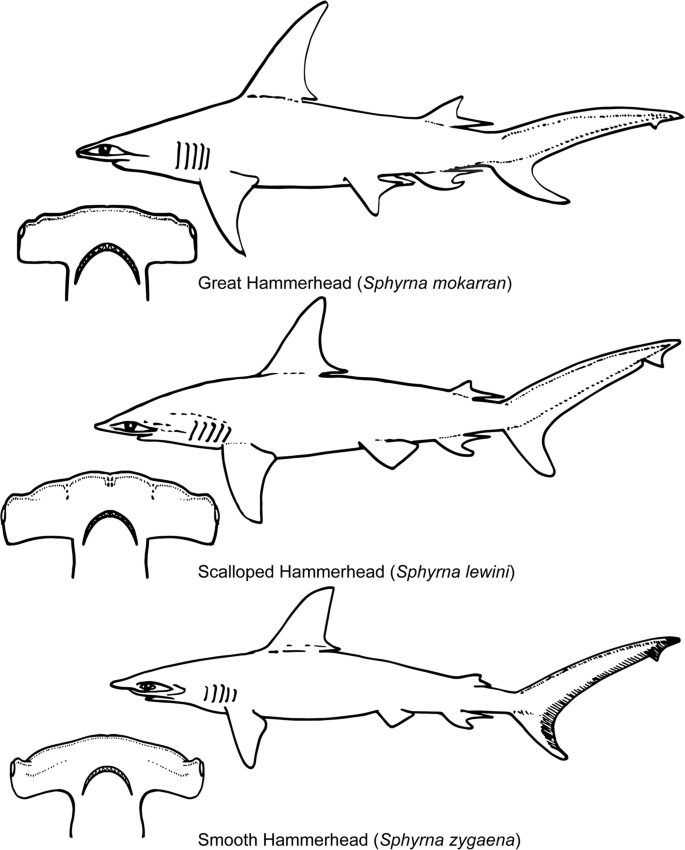 Great Hammerhead (Sphyrna mokarran)
Scalloped Hammerhead (Sphyrna lewini)
Smooth Hammerhead (Sphyrna zygaena)